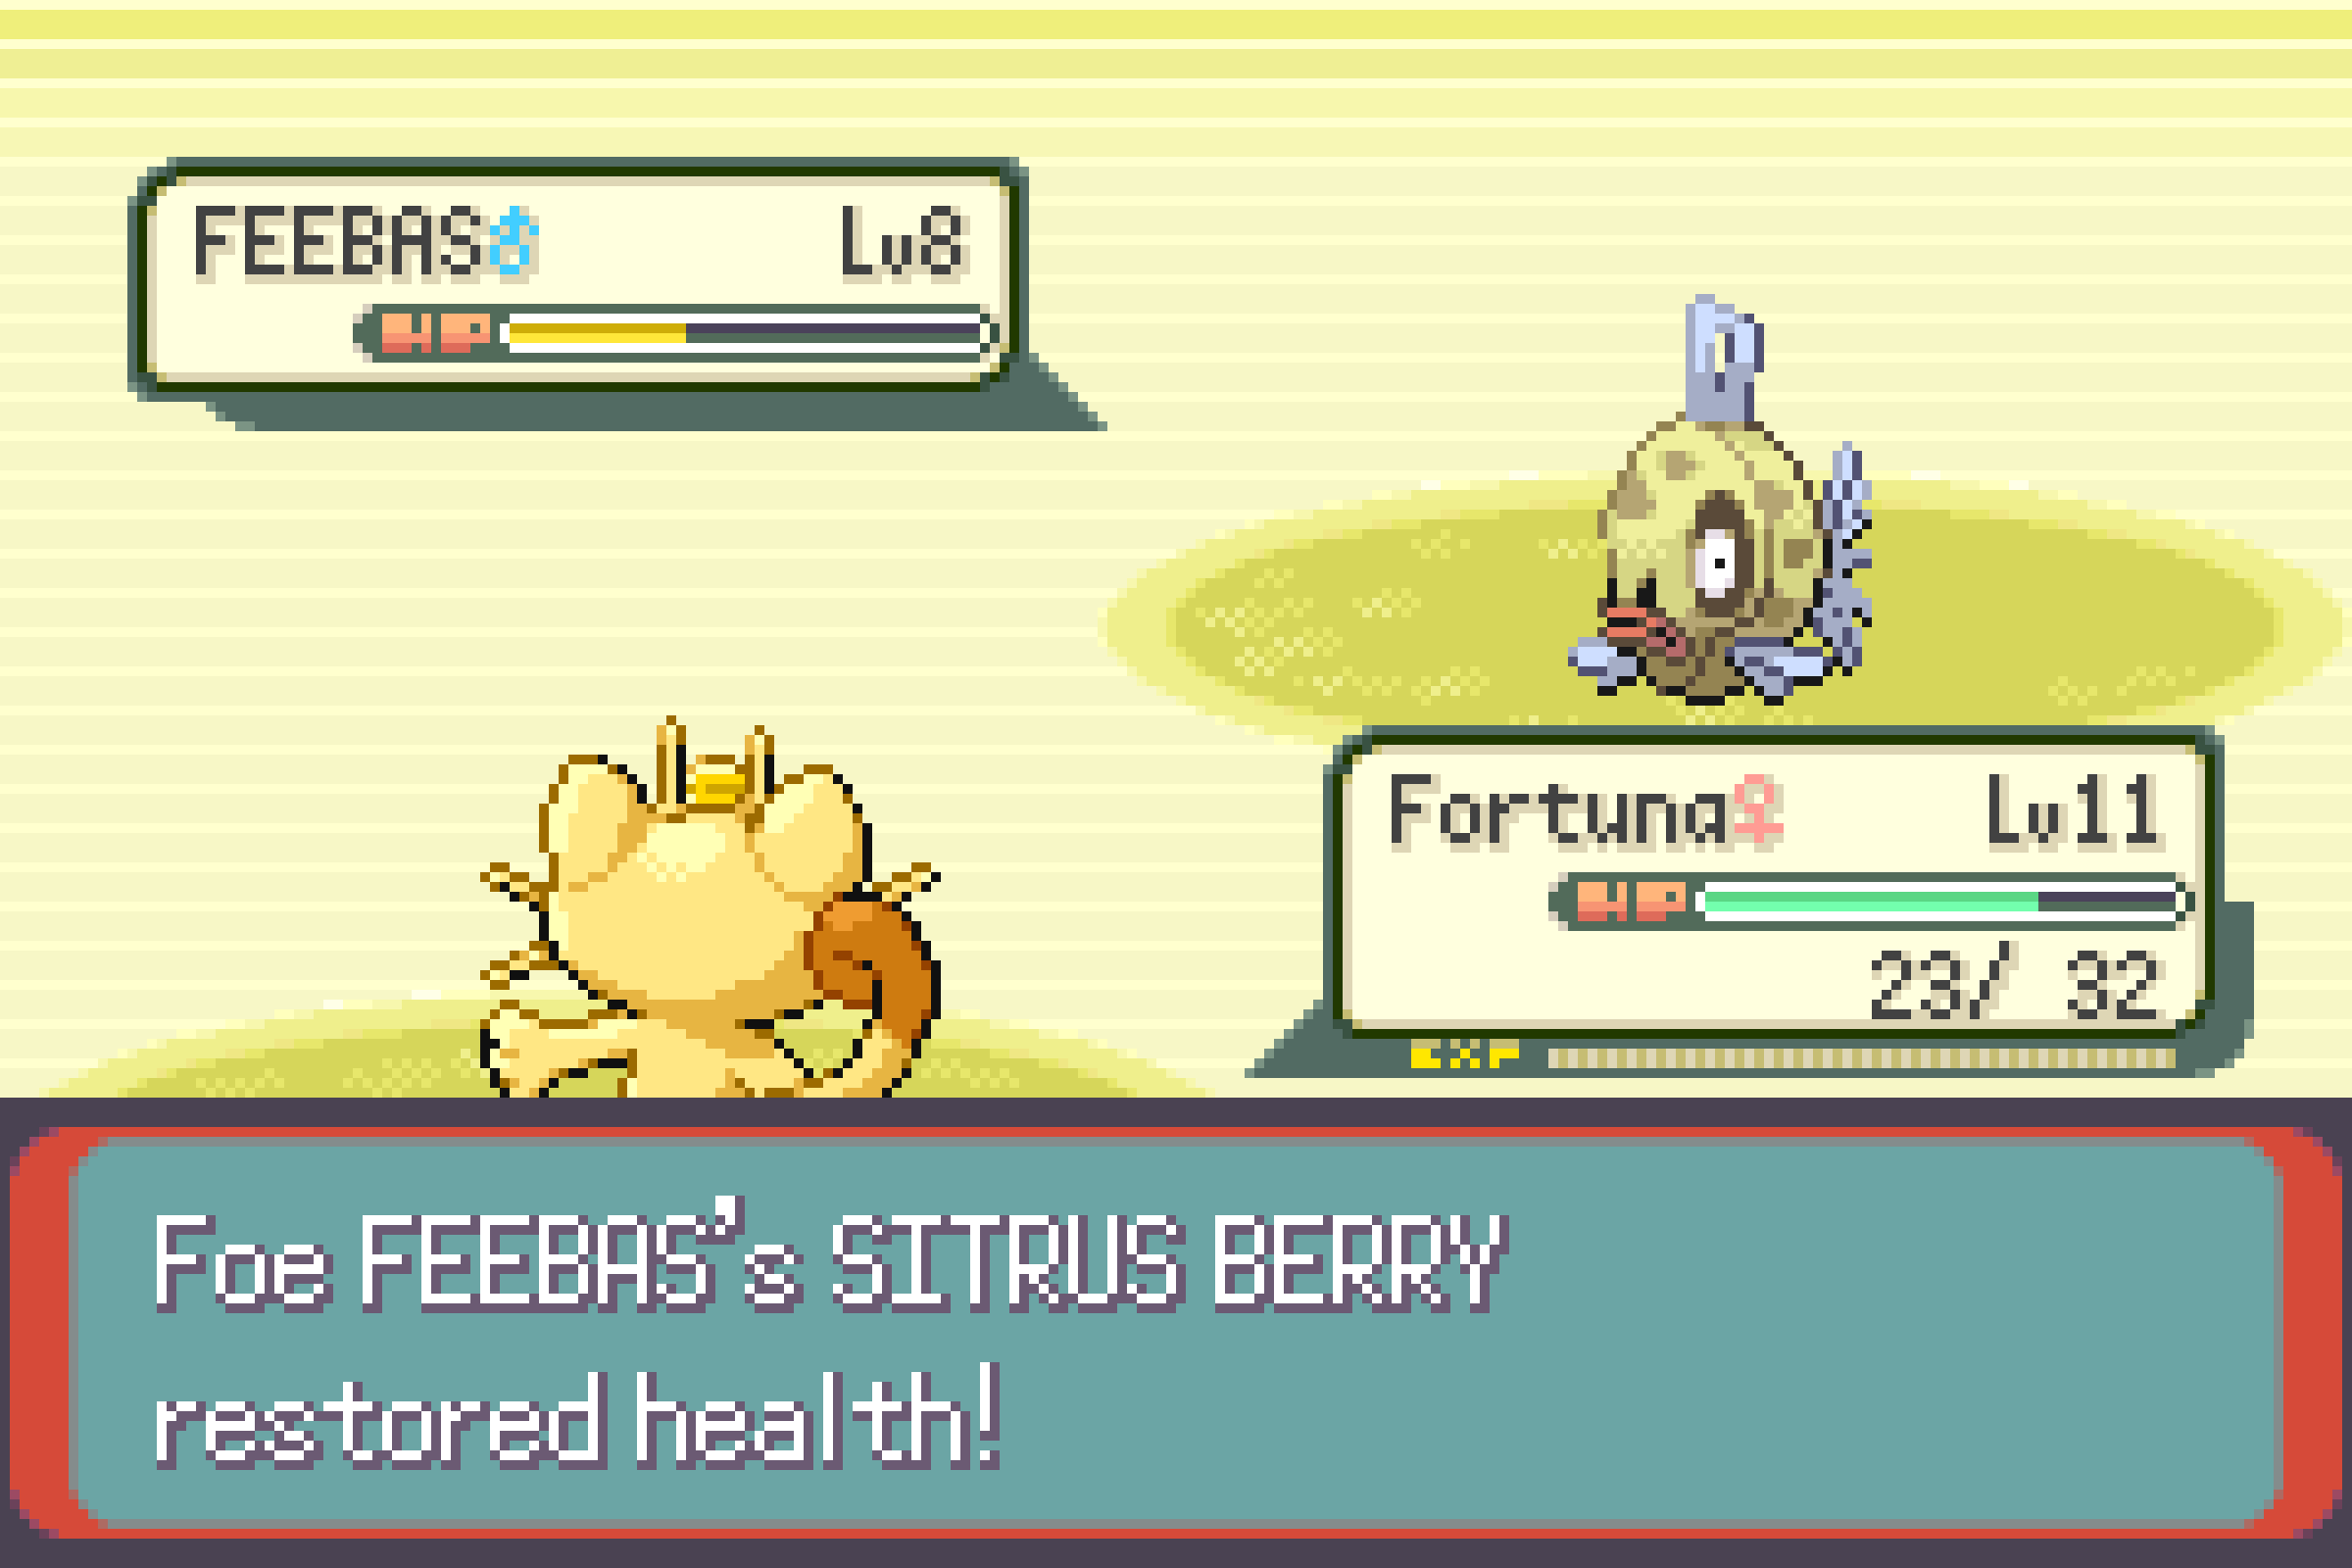 FEEBAS♂ Lv8
HP
Fortuna♀ Lv11
HP
23/ 32
EXP
Foe FEEBAS's SITRUS BERRY
restored health!